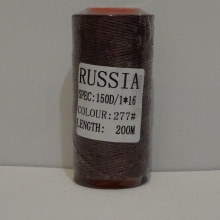 RUSSIA
SPEC:150D/1*16
COLOUR:277#
LENGTH: 200M